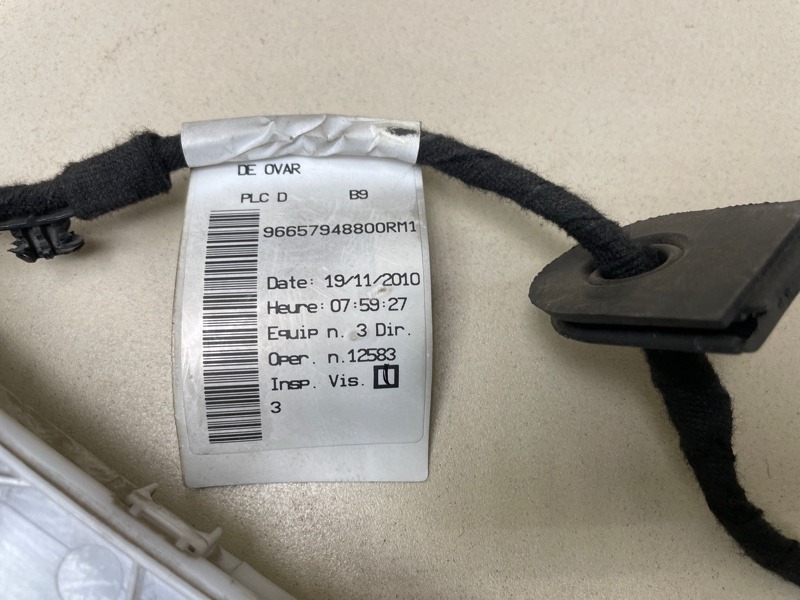 DE OVAR
PLC D B9
96657948800RM1
Date: 19/11/2010
Heure: 07:59:27
Equip n. 3 Dir.
Oper. n.12583
Insp. Vis.
3